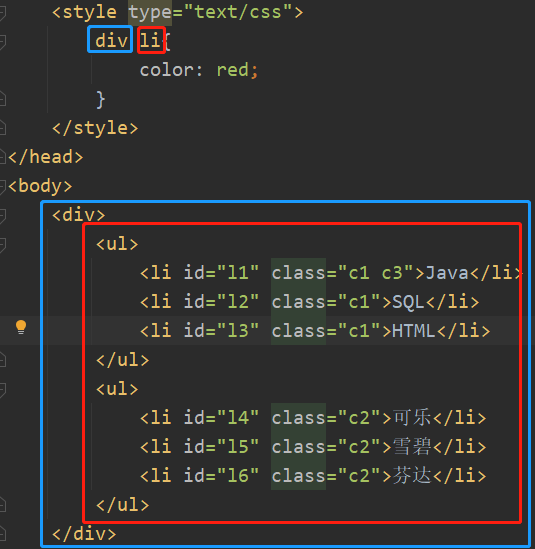 <style type="text/css">
div li{
color: red;
}
</style>
</head>
<body>
<div>
<ul>
<li id="l1" class="c1 c3">Java</li>
<li id="l2" class="c1">SQL</li>
<li id="l3" class="c1">HTML</li>
</ul>
<ul>
<li id="l4" class="c2">可乐</li>
<li id="l5" class="c2">雪碧</li>
<li id="l6" class="c2">芬达</li>
</ul>
</div>